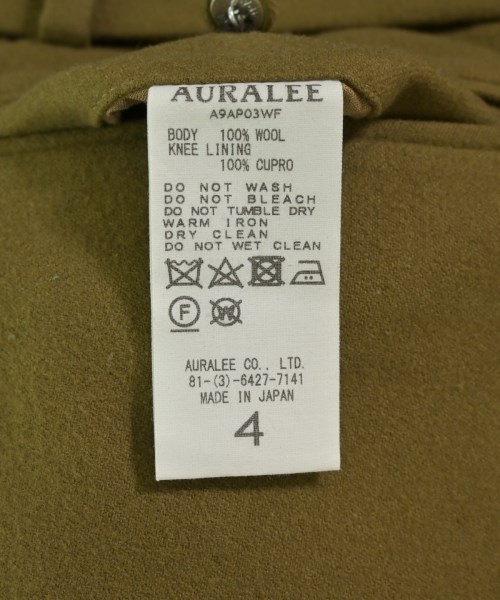 AURALEE
A9AP03WF
BODY 100% WOOL
KNEE LINING
100% CUPRO
DO NOT WASH
DO NOT BLEACH
DO NOT TUMBLE DRY
WARM IRON
DRY CLEAN
DO NOT WET CLEAN
F W
AURALEE CO., LTD.
81-(3)-6427-7141
MADE IN JAPAN
4